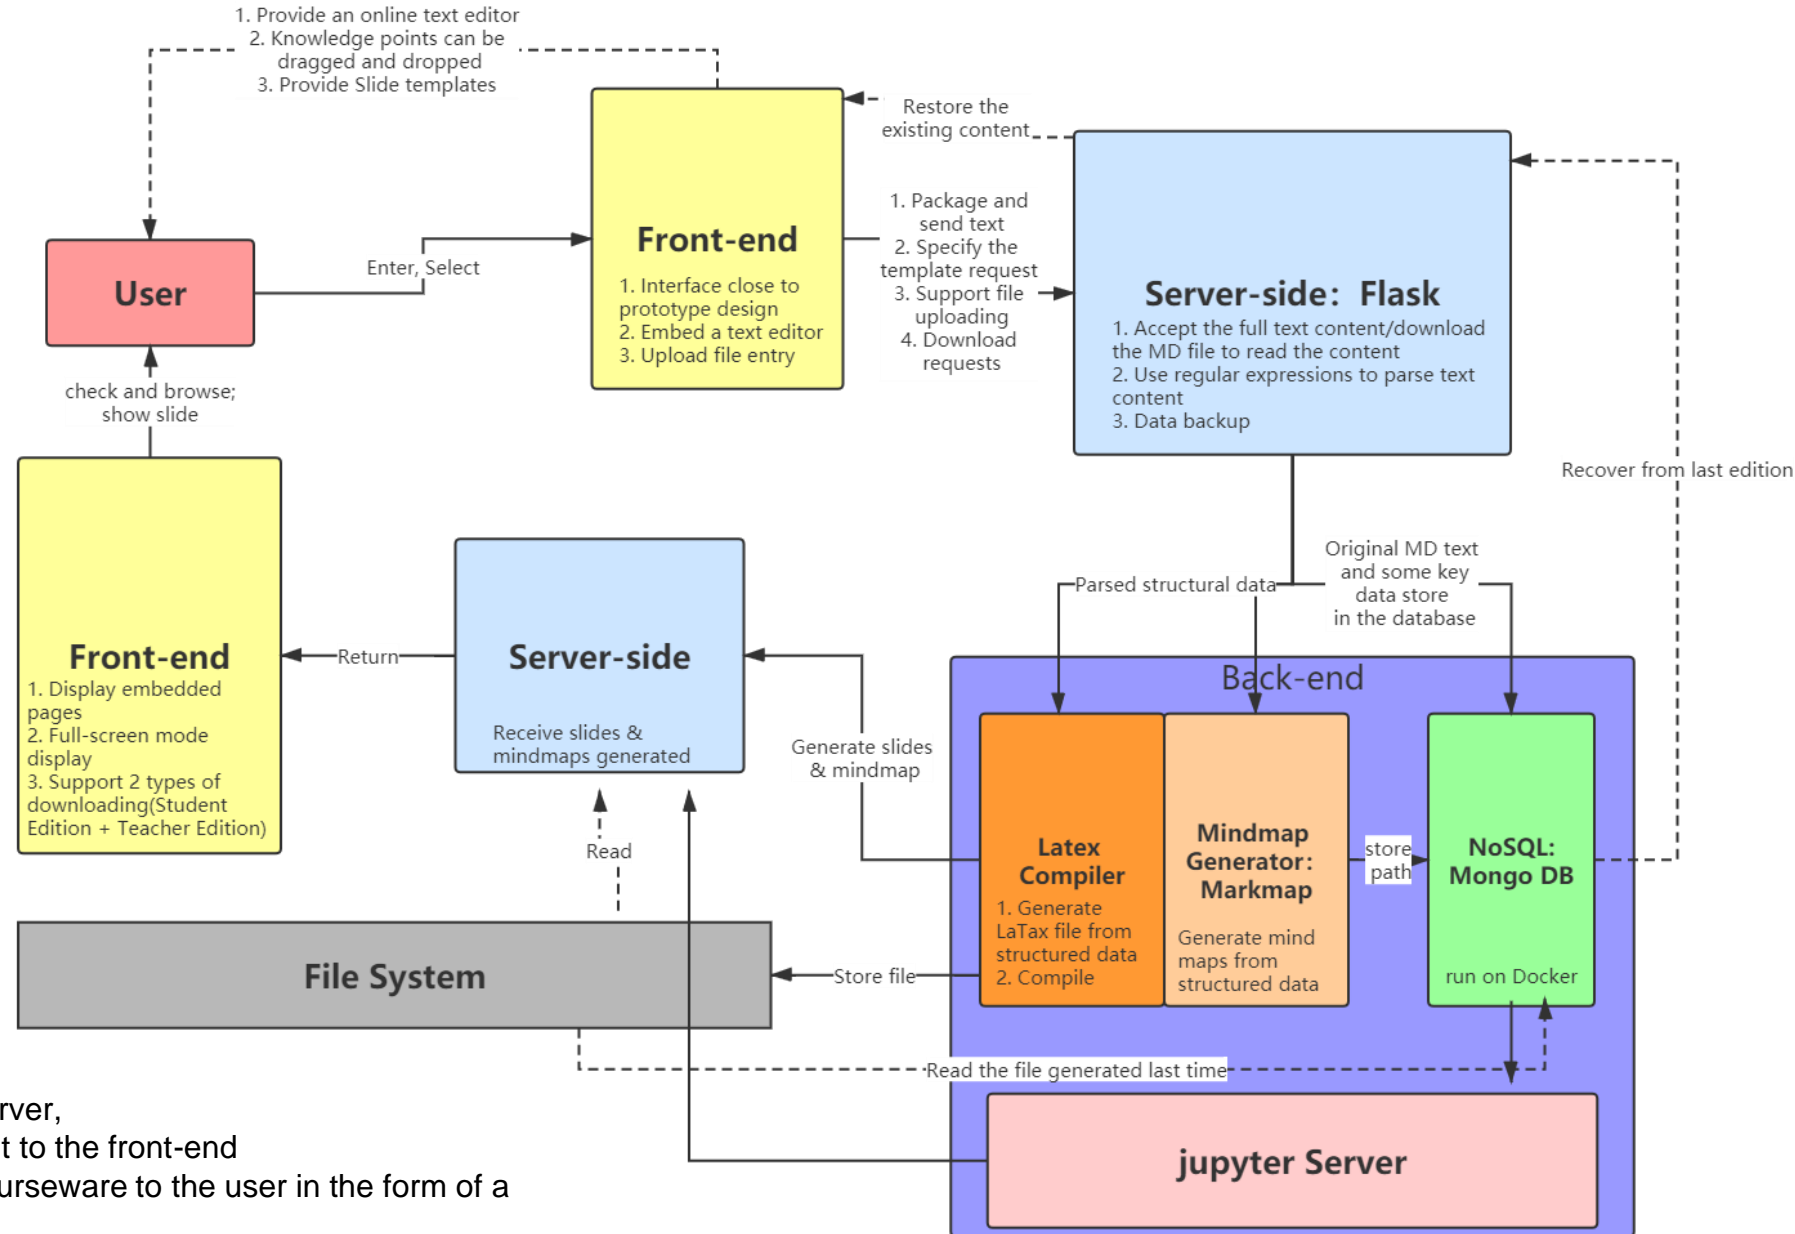 1. Provide an online text editor
2. Knowledge points can be
dragged and dropped
3. Provide Slide templates
Restore the
existing content
Front-end
1. Interface close to
prototype design
2. Embed a text editor
3. Upload file entry
1. Package and
send text
2. Specify the
template request
3. Support file
uploading
4. Download
requests
Server-side: Flask
1. Accept the full text content/download
the MD file to read the content
2. Use regular expressions to parse text
content
3. Data backup
User
Enter, Select
check and browse;
show slide
Recover from last edition
Parsed structural data
Original MD text
and some key
data store
in the database
Front-end
1. Display embedded
pages
2. Full-screen mode
display
3. Support 2 types of
downloading(Student
Edition + Teacher Edition)
Return
Server-side
Receive slides &
mindmaps generated
Generate slides
& mindmap
Back-end
Latex
Compiler
1. Generate
LaTax file from
structured data
2. Compile
Mindmap
Generator:
Markmap
Generate mind
maps from
structured data
store
path
NoSQL:
Mongo DB
run on Docker
Read
File System
Store file
Read the file generated last time
jupyter Server
rver,
t to the front-end
urseware to the user in the form of a